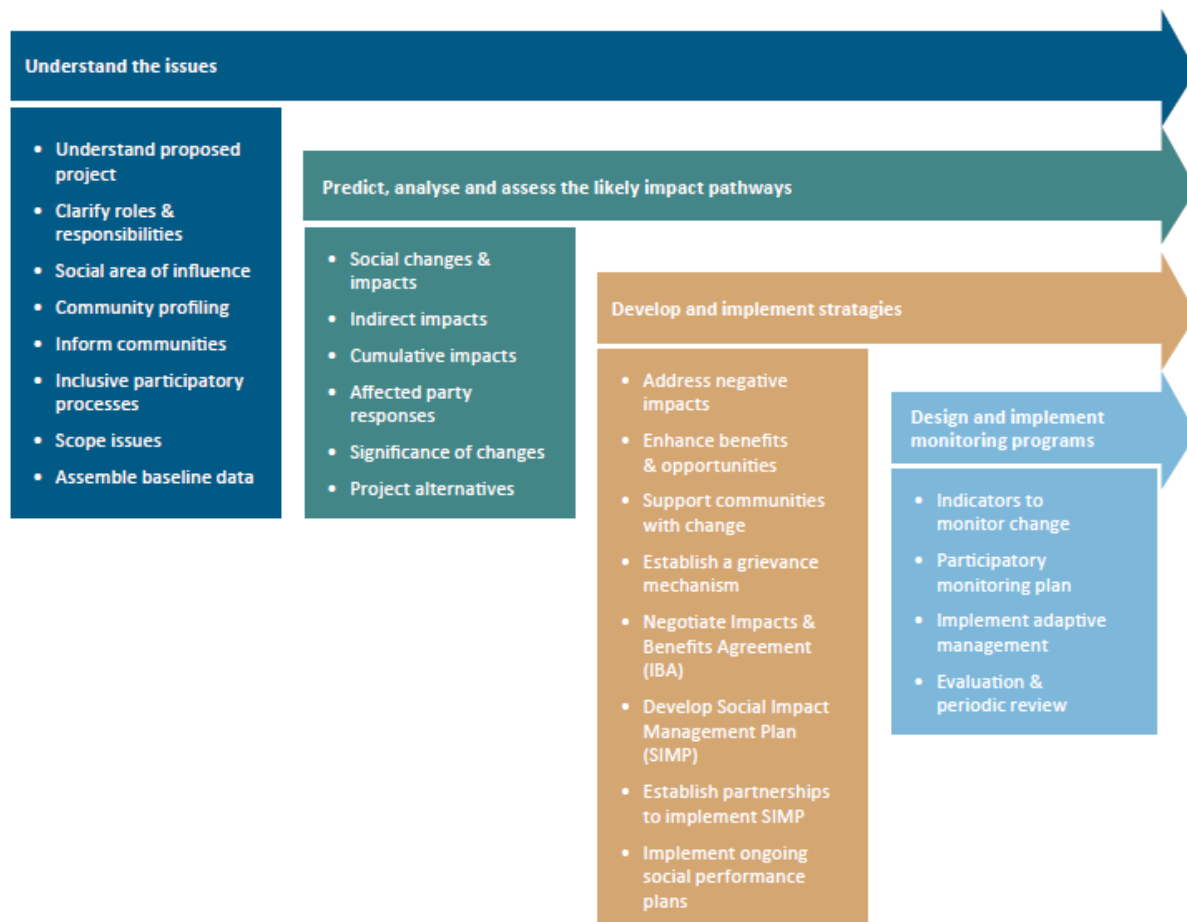 Understand the issues
• Understand proposed
project
• Clarify roles &
responsibilities
• Social area of influence
• Community profiling
• Inform communities
• Inclusive participatory
processes
• Scope issues
• Assemble baseline data
Predict, analyse and assess the likely impact pathways
• Social changes &
impacts
• Indirect impacts
• Cumulative impacts
• Affected party
responses
• Significance of changes
• Project alternatives
Develop and implement stratagies
• Address negative
impacts
• Enhance benefits
& opportunities
• Support communities
with change
• Establish a grievance
mechanism
• Negotiate Impacts &
Benefits Agreement
(IBA)
• Develop Social Impact
Management Plan
(SIMP)
• Establish partnerships
to implement SIMP
• Implement ongoing
social performance
plans
Design and implement
monitoring programs
• Indicators to
monitor change
• Participatory
monitoring plan
• Implement adaptive
management
• Evaluation &
periodic review